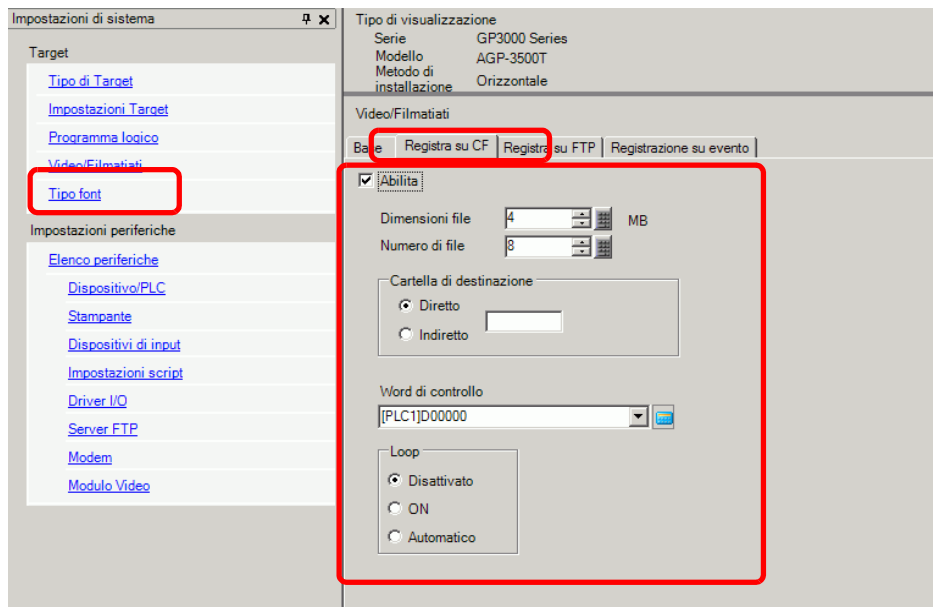 Impostazioni di sistema
Target
Tipo di Target
Impostazioni Target
Programma logico
Video/Filmatiati
Tipo font
Impostazioni periferiche
Elenco periferiche
Dispositivo/PLC
Stampante
Dispositivi di input
Impostazioni script
Driver I/O
Server FTP
Modem
Modulo Video
Tipo di visualizzazione
Serie GP3000 Series
Modello AGP-3500T
Metodo di installazione Orizzontale
Video/Filmatiati
Base Registra su CF Registra su FTP Registrazione su evento
Abilita
Dimensioni file 4 MB
Numero di file 8
Cartella di destinazione
Diretto
Indiretto
Word di controllo
[PLC1]D00000
Loop
Disattivato
ON
Automatico